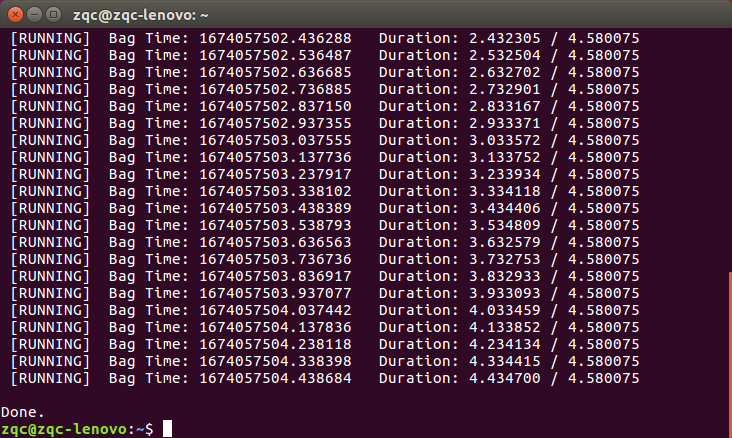 zqc@zqc-lenovo: ~
[RUNNING]  Bag Time: 1674057502.436288   Duration: 2.432305 / 4.580075
[RUNNING]  Bag Time: 1674057502.536487   Duration: 2.532504 / 4.580075
[RUNNING]  Bag Time: 1674057502.636685   Duration: 2.632702 / 4.580075
[RUNNING]  Bag Time: 1674057502.736885   Duration: 2.732901 / 4.580075
[RUNNING]  Bag Time: 1674057502.837150   Duration: 2.833167 / 4.580075
[RUNNING]  Bag Time: 1674057502.937355   Duration: 2.933371 / 4.580075
[RUNNING]  Bag Time: 1674057503.037555   Duration: 3.033572 / 4.580075
[RUNNING]  Bag Time: 1674057503.137736   Duration: 3.133752 / 4.580075
[RUNNING]  Bag Time: 1674057503.237917   Duration: 3.233934 / 4.580075
[RUNNING]  Bag Time: 1674057503.338102   Duration: 3.334118 / 4.580075
[RUNNING]  Bag Time: 1674057503.438389   Duration: 3.434406 / 4.580075
[RUNNING]  Bag Time: 1674057503.538793   Duration: 3.534809 / 4.580075
[RUNNING]  Bag Time: 1674057503.636563   Duration: 3.632579 / 4.580075
[RUNNING]  Bag Time: 1674057503.736736   Duration: 3.732753 / 4.580075
[RUNNING]  Bag Time: 1674057503.836917   Duration: 3.832933 / 4.580075
[RUNNING]  Bag Time: 1674057503.937077   Duration: 3.933093 / 4.580075
[RUNNING]  Bag Time: 1674057504.037442   Duration: 4.033459 / 4.580075
[RUNNING]  Bag Time: 1674057504.137836   Duration: 4.133852 / 4.580075
[RUNNING]  Bag Time: 1674057504.238118   Duration: 4.234134 / 4.580075
[RUNNING]  Bag Time: 1674057504.338398   Duration: 4.334415 / 4.580075
[RUNNING]  Bag Time: 1674057504.438684   Duration: 4.434700 / 4.580075
Done.
zqc@zqc-lenovo:~$